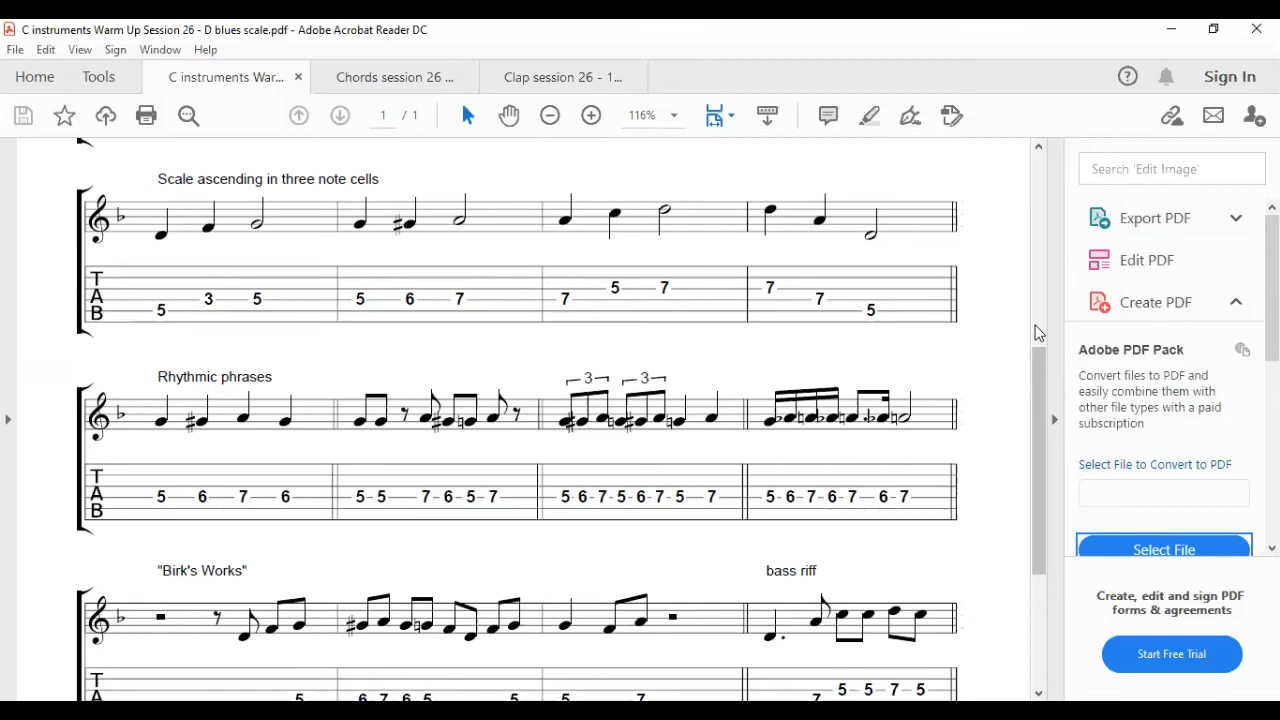 C instruments Warm Up Session 26 - D blues scale.pdf - Adobe Acrobat Reader DC
File Edit View Sign Window Help
Home Tools C instruments War... × Chords session 26 ... Clap session 26 - 1... Sign In
1 / 1 116%
Scale ascending in three note cells
T
A
B
5 3 5 5 6 7 7 5 7 7 7 5
Rhythmic phrases
3 3
T
A
B
5 6 7 6 5 5 7 6 5 7 5 6 7 5 6 7 5 7 5 6 7 6 7 6 7
"Birk's Works" bass riff
T
A
5 6 7 6 5 5 5 7 7 5 5 7 5
Search 'Edit Image'
Export PDF
Edit PDF
Create PDF
Adobe PDF Pack
Convert files to PDF and
easily combine them with
other file types with a paid
subscription
Select File to Convert to PDF
Select File
Create, edit and sign PDF
forms & agreements
Start Free Trial